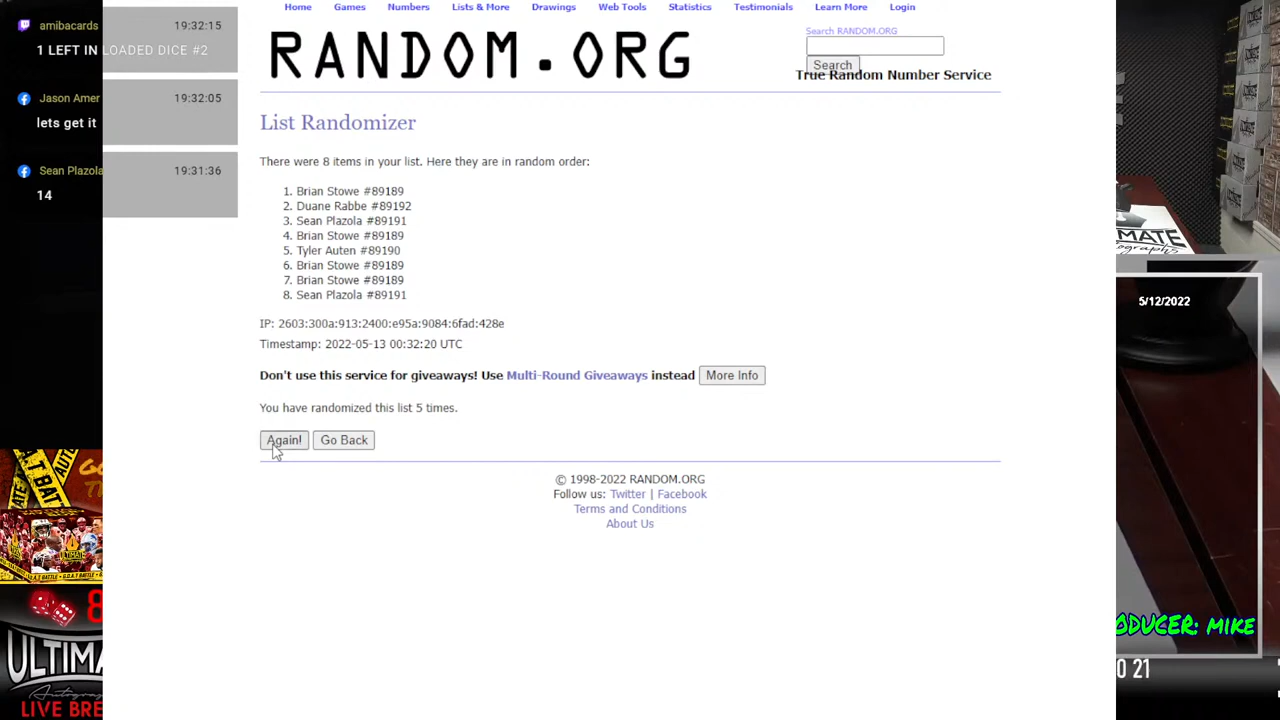 amibacards
19:32:15
1 LEFT IN LOADED DICE #2
Jason Amer
19:32:05
lets get it
Sean Plazola
19:31:36
14
Home Games Numbers Lists & More Drawings Web Tools Statistics Testimonials Learn More Login
RANDOM.ORG
Search RANDOM.ORG
Search
True Random Number Service
List Randomizer
There were 8 items in your list. Here they are in random order:
1. Brian Stowe #89189
2. Duane Rabbe #89192
3. Sean Plazola #89191
4. Brian Stowe #89189
5. Tyler Auten #89190
6. Brian Stowe #89189
7. Brian Stowe #89189
8. Sean Plazola #89191
IP: 2603:300a:913:2400:e95a:9084:6fad:428e
Timestamp: 2022-05-13 00:32:20 UTC
Don't use this service for giveaways! Use Multi-Round Giveaways instead More Info
You have randomized this list 5 times.
Again! Go Back
© 1998-2022 RANDOM.ORG
Follow us: Twitter | Facebook
Terms and Conditions
About Us
5/12/2022
ODUCER: MIKE
O 21
8
ULTIMA
LIVE BRE